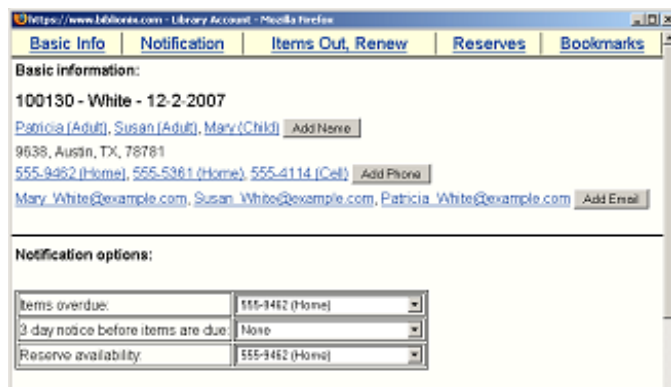 https://www.biblionix.com - Library Account - Mozilla Firefox
Basic Info Notification Items Out, Renew Reserves Bookmarks
Basic information:
100130 - White - 12-2-2007
Patricia (Adult), Susan (Adult), Mary (Child) Add Name
9638, Austin, TX, 78781
555-9462 (Home), 555-5361 (Home), 555-4114 (Cell) Add Phone
Mary_White@example.com, Susan_White@example.com, Patricia_White@example.com Add Email
Notification options:
Items overdue: 555-9462 (Home)
3 day notice before items are due: None
Reserve availability: 555-9462 (Home)